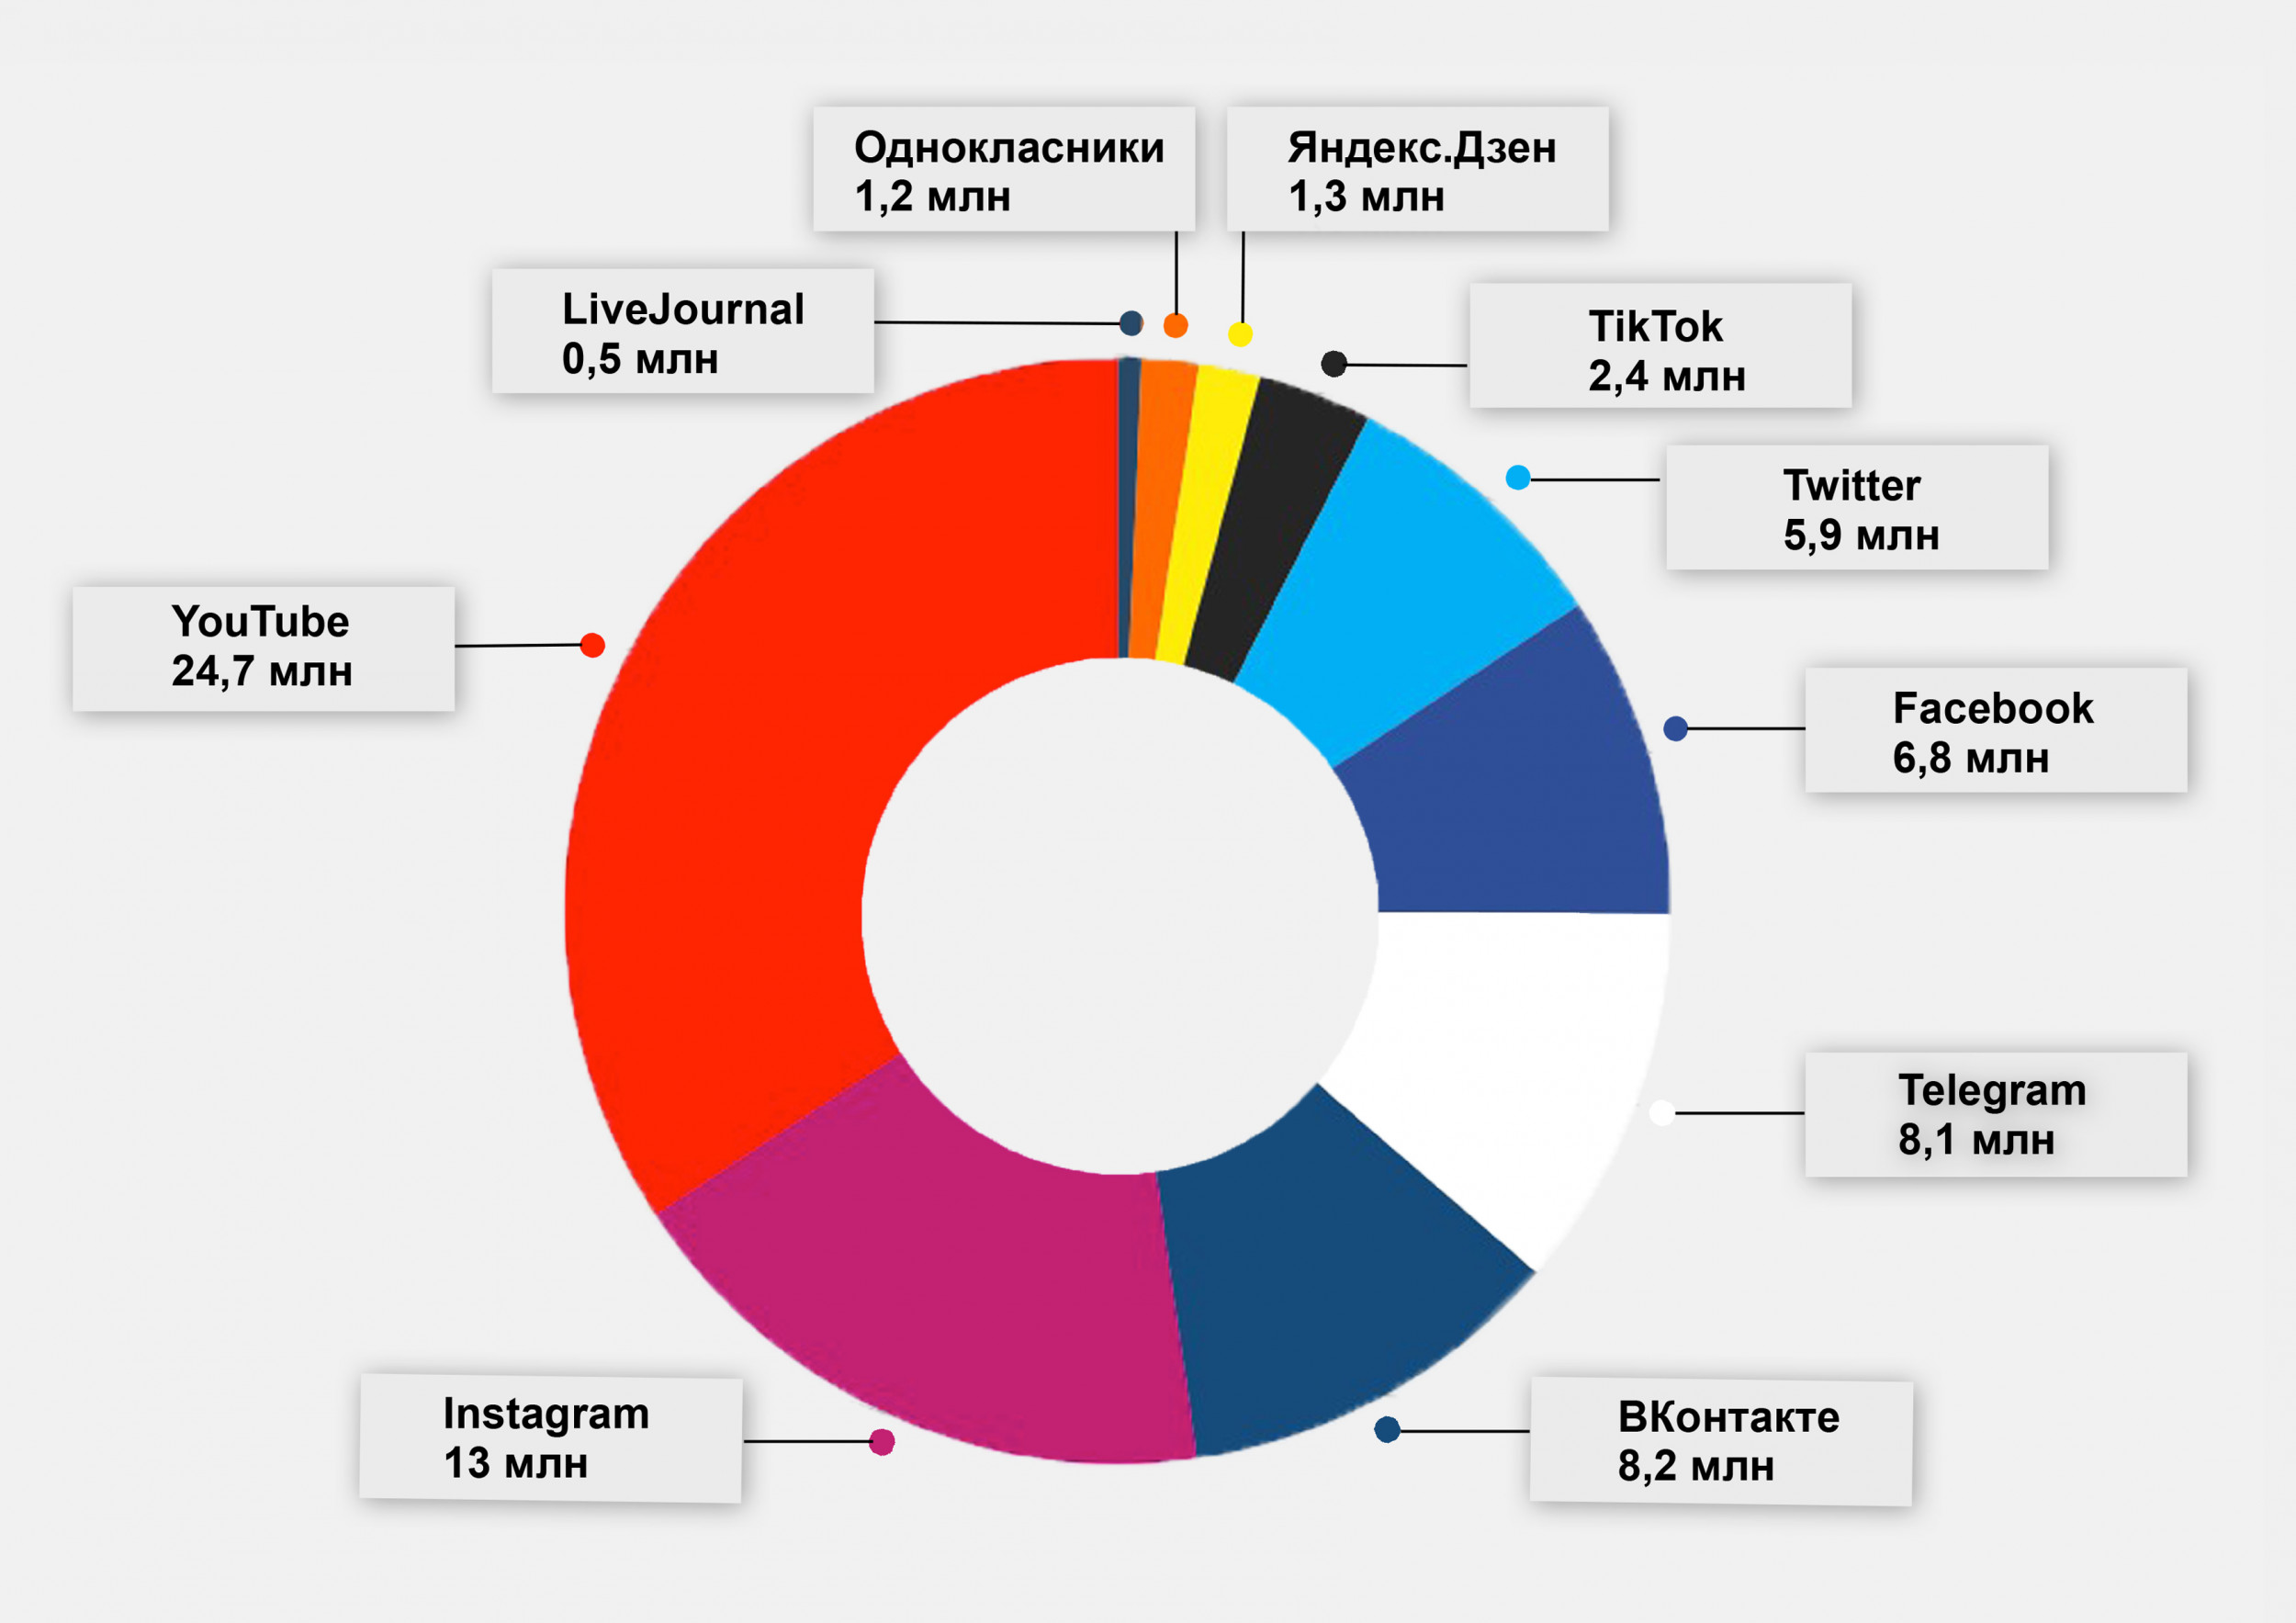 Однокласники
1,2 млн
Яндекс.Дзен
1,3 млн
LiveJournal
0,5 млн
TikTok
2,4 млн
Twitter
5,9 млн
YouTube
24,7 млн
Facebook
6,8 млн
Telegram
8,1 млн
Instagram
13 млн
ВКонтакте
8,2 млн